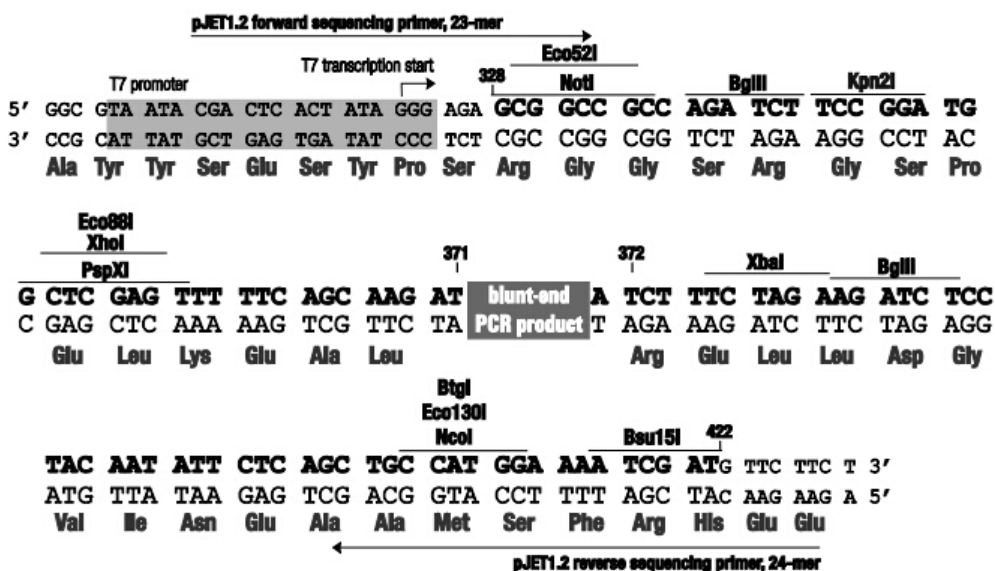 pJET1.2 forward sequencing primer, 23-mer
Eco52I
T7 promoter T7 transcription start 328 NotI BglII Kpn2I
5′ GGC GTA ATA CGA CTC ACT ATA GGG AGA GCG GCC GCC AGA TCT TCC GGA TG
3′ CCG CAT TAT GCT GAG TGA TAT CCC TCT CGC CGG CGG TCT AGA AGG CCT AC
Ala Tyr Tyr Ser Glu Ser Tyr Pro Ser Arg Gly Gly Ser Arg Gly Ser Pro
Eco88I
XhoI
PspXI 371 372 XbaI BglII
G CTC GAG TTT TTC AGC AAG AT blunt-end A TCT TTC TAG AAG ATC TCC
C GAG CTC AAA AAG TCG TTC TA PCR product T AGA AAG ATC TTC TAG AGG
Glu Leu Lys Glu Ala Leu Arg Glu Leu Leu Asp Gly
BtgI
Eco130I
NcoI Bsu15I 422
TAC AAT ATT CTC AGC TGC CAT GGA AAA TCG ATG TTC TTC T 3′
ATG TTA TAA GAG TCG ACG GTA CCT TTT AGC TAC AAG AAG A 5′
Val Ile Asn Glu Ala Ala Met Ser Phe Arg His Glu Glu
pJET1.2 reverse sequencing primer, 24-mer